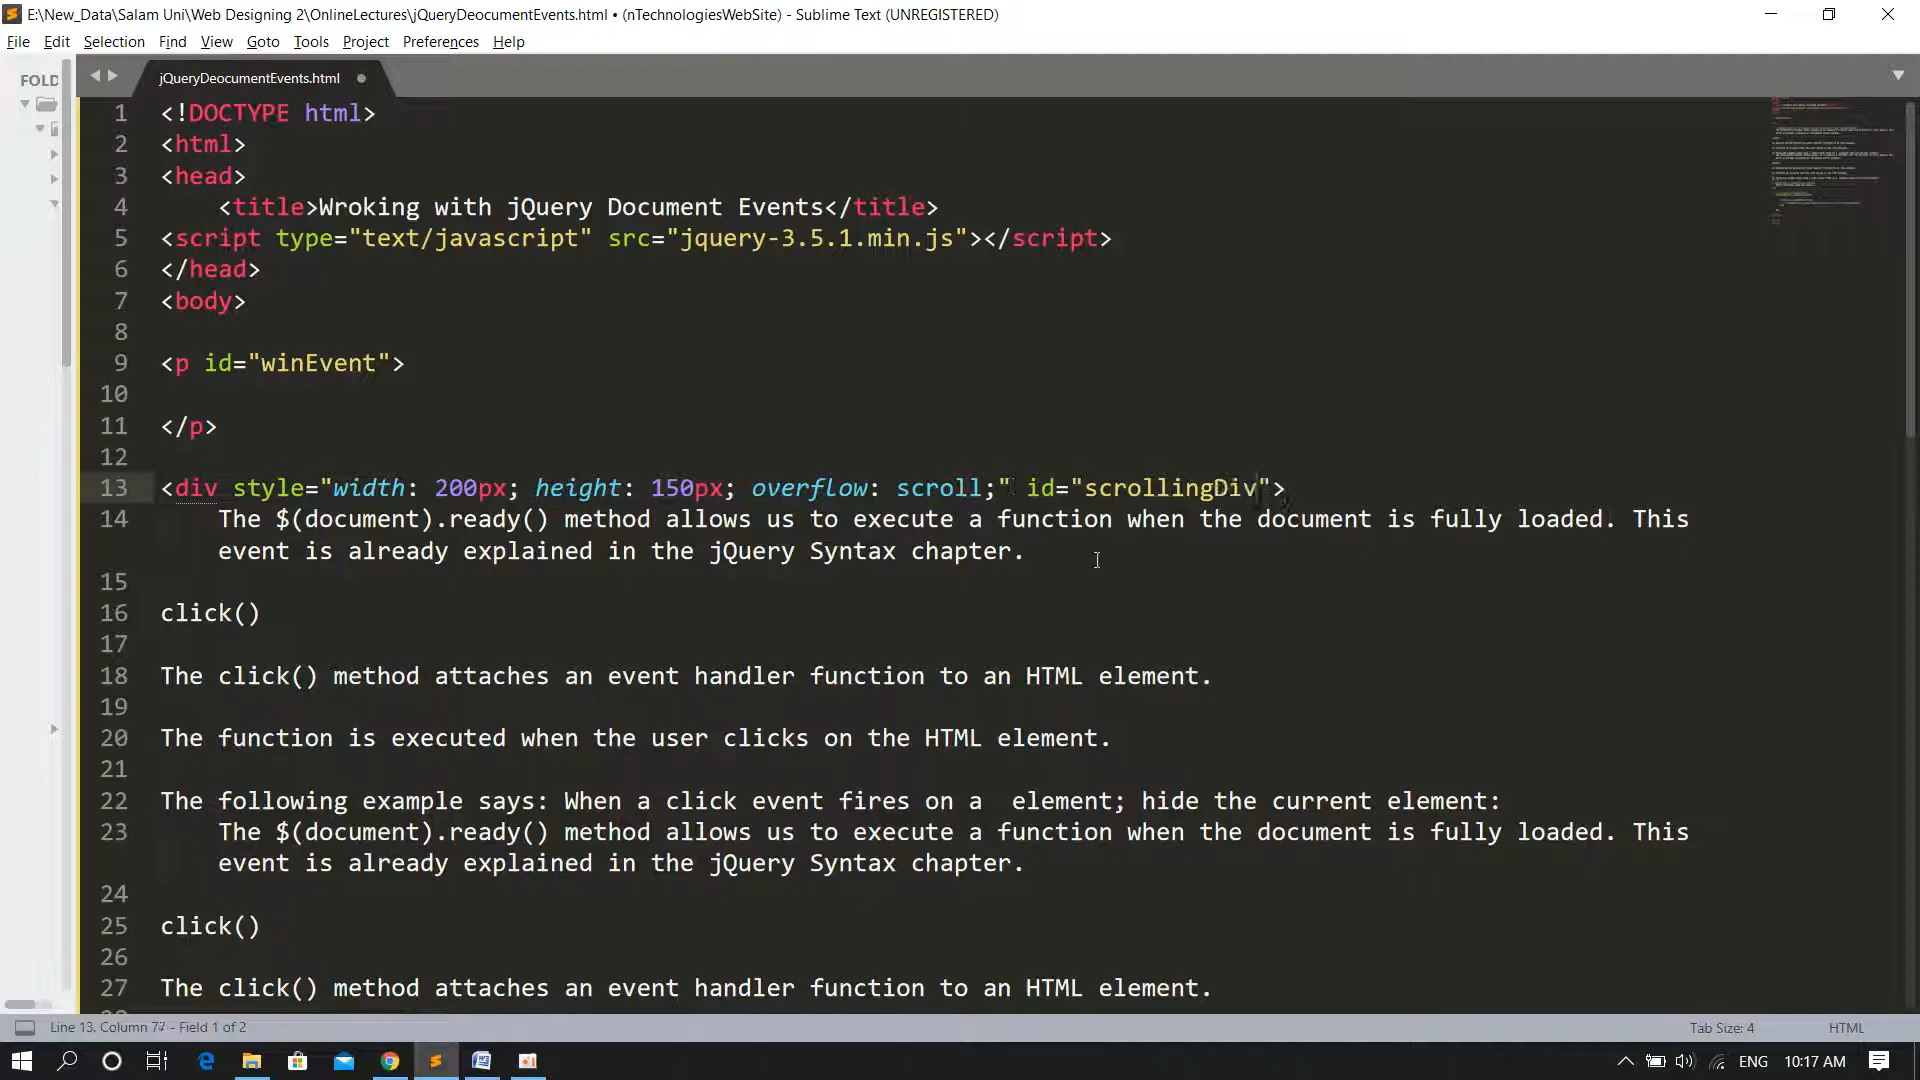 E:\New_Data\Salam Uni\Web Designing 2\OnlineLectures\jQueryDeocumentEvents.html • (nTechnologiesWebSite) - Sublime Text (UNREGISTERED)
File Edit Selection Find View Goto Tools Project Preferences Help
FOLD
jQueryDeocumentEvents.html
1 <!DOCTYPE html>
2 <html>
3 <head>
4 <title>Wroking with jQuery Document Events</title>
5 <script type="text/javascript" src="jquery-3.5.1.min.js"></script>
6 </head>
7 <body>
8
9 <p id="winEvent">
10
11 </p>
12
13 <div style="width: 200px; height: 150px; overflow: scroll;" id="scrollingDiv">
14 The $(document).ready() method allows us to execute a function when the document is fully loaded. This
event is already explained in the jQuery Syntax chapter.
15
16 click()
17
18 The click() method attaches an event handler function to an HTML element.
19
20 The function is executed when the user clicks on the HTML element.
21
22 The following example says: When a click event fires on a  element; hide the current element:
23 The $(document).ready() method allows us to execute a function when the document is fully loaded. This
event is already explained in the jQuery Syntax chapter.
24
25 click()
26
27 The click() method attaches an event handler function to an HTML element.
Line 13, Column 77 - Field 1 of 2
Tab Size: 4 HTML
ENG 10:17 AM